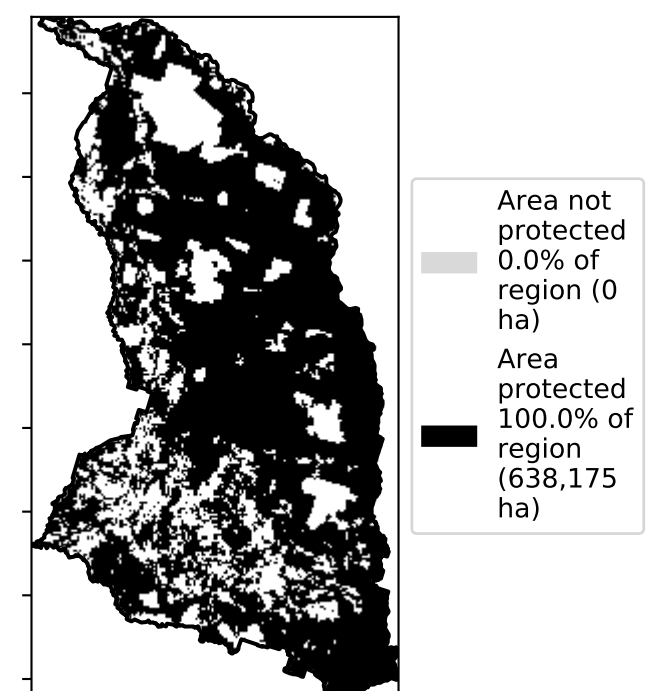 Area not
protected
0.0% of
region (0
ha)
Area
protected
100.0% of
region
(638,175
ha)